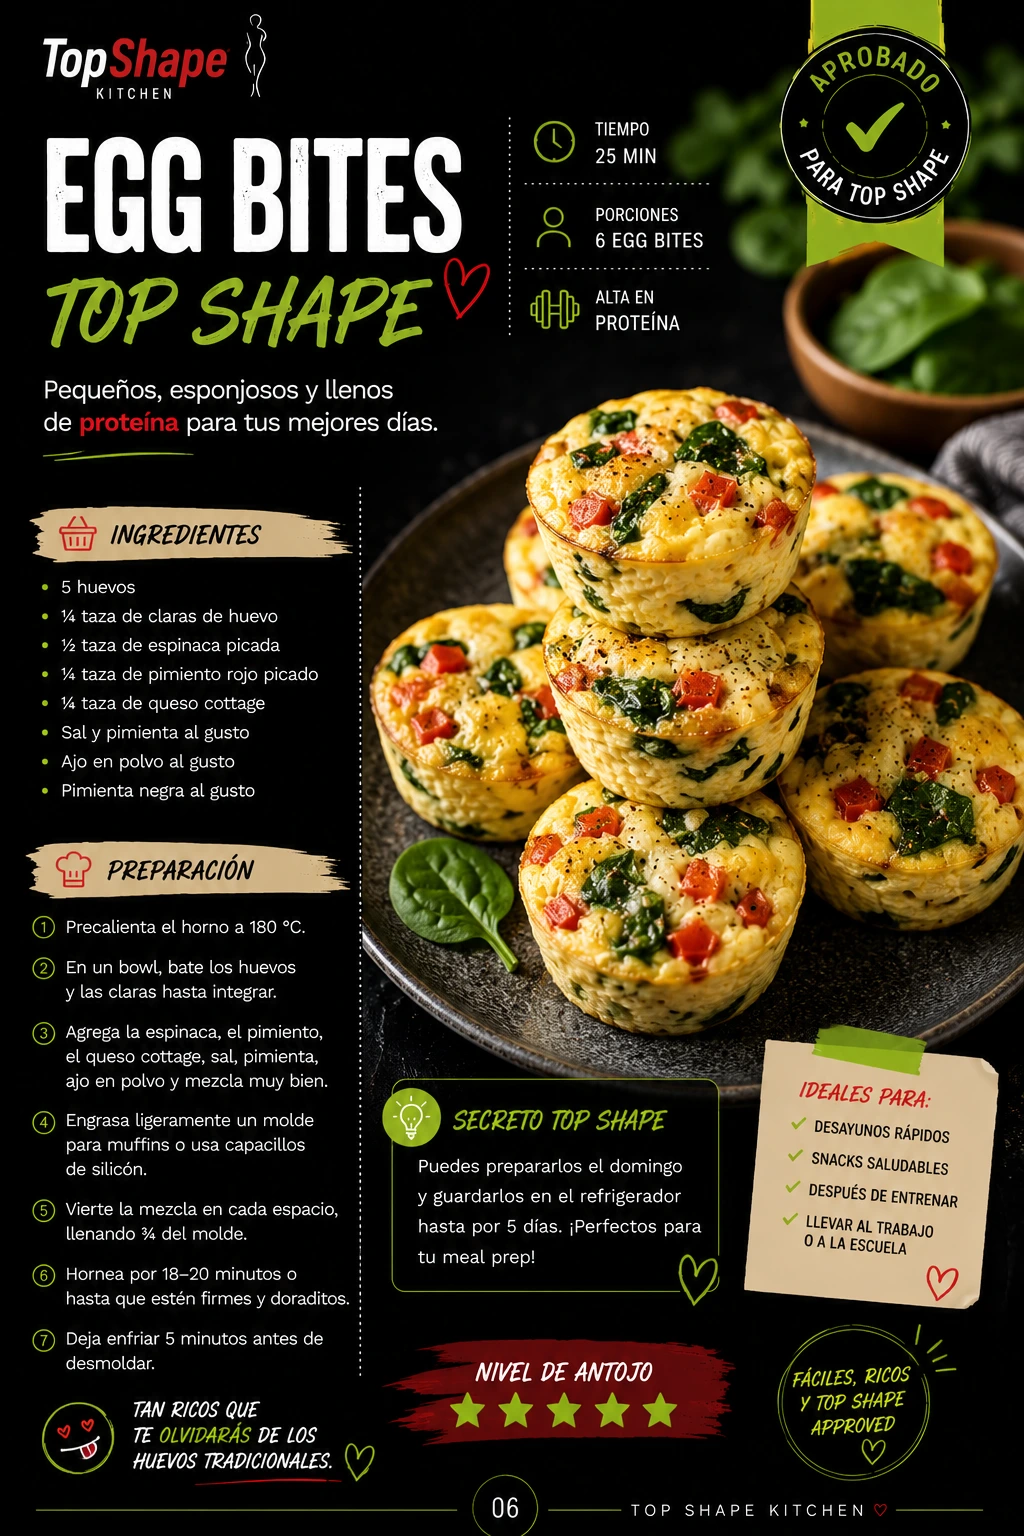 TopShape
KITCHEN
EGG BITES
TOP SHAPE
Pequeños, esponjosos y llenos
de proteína para tus mejores días.
TIEMPO
25 MIN
PORCIONES
6 EGG BITES
ALTA EN
PROTEÍNA
APROBADO
PARA TOP SHAPE
INGREDIENTES
• 5 huevos
• ¼ taza de claras de huevo
• ½ taza de espinaca picada
• ¼ taza de pimiento rojo picado
• ¼ taza de queso cottage
• Sal y pimienta al gusto
• Ajo en polvo al gusto
• Pimienta negra al gusto
PREPARACIÓN
1 Precalienta el horno a 180 °C.
2 En un bowl, bate los huevos
y las claras hasta integrar.
3 Agrega la espinaca, el pimiento,
el queso cottage, sal, pimienta,
ajo en polvo y mezcla muy bien.
4 Engrasa ligeramente un molde
para muffins o usa capacillos
de silicón.
5 Vierte la mezcla en cada espacio,
llenando ¾ del molde.
6 Hornea por 18–20 minutos o
hasta que estén firmes y doraditos.
7 Deja enfriar 5 minutos antes de
desmoldar.
TAN RICOS QUE
TE OLVIDARÁS DE LOS
HUEVOS TRADICIONALES.
SECRETO TOP SHAPE
Puedes prepararlos el domingo
y guardarlos en el refrigerador
hasta por 5 días. ¡Perfectos para
tu meal prep!
IDEALES PARA:
DESAYUNOS RÁPIDOS
SNACKS SALUDABLES
DESPUÉS DE ENTRENAR
LLEVAR AL TRABAJO
O A LA ESCUELA
NIVEL DE ANTOJO
FÁCILES, RICOS
Y TOP SHAPE
APPROVED
06
TOP SHAPE KITCHEN